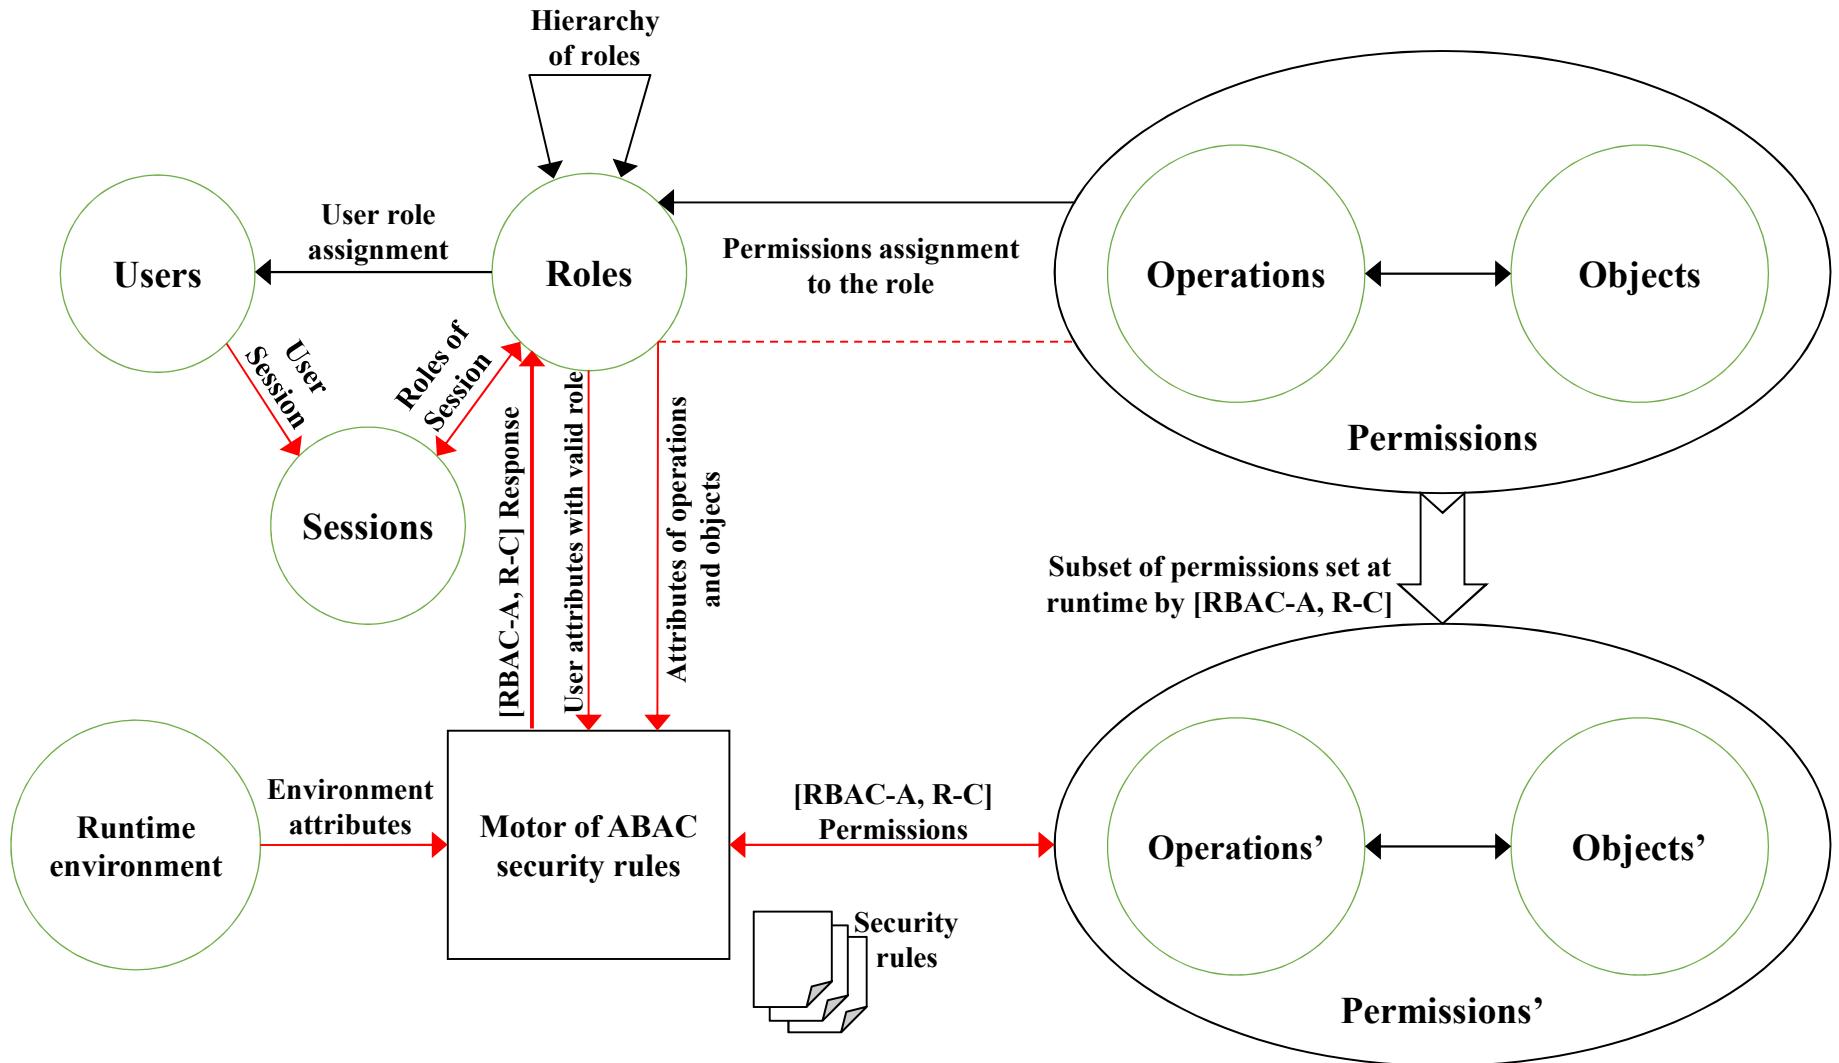 Hierarchy
of roles
User role
assignment
Users
Roles
Permissions assignment
to the role
Operations
Objects
Permissions
User
Session
Roles of
Session
Sessions
[RBAC-A, R-C] Response
User attributes with valid role
Attributes of operations
and objects
Subset of permissions set at
runtime by [RBAC-A, R-C]
Runtime
environment
Environment
attributes
Motor of ABAC
security rules
[RBAC-A, R-C]
Permissions
Security
rules
Operations’
Objects’
Permissions’